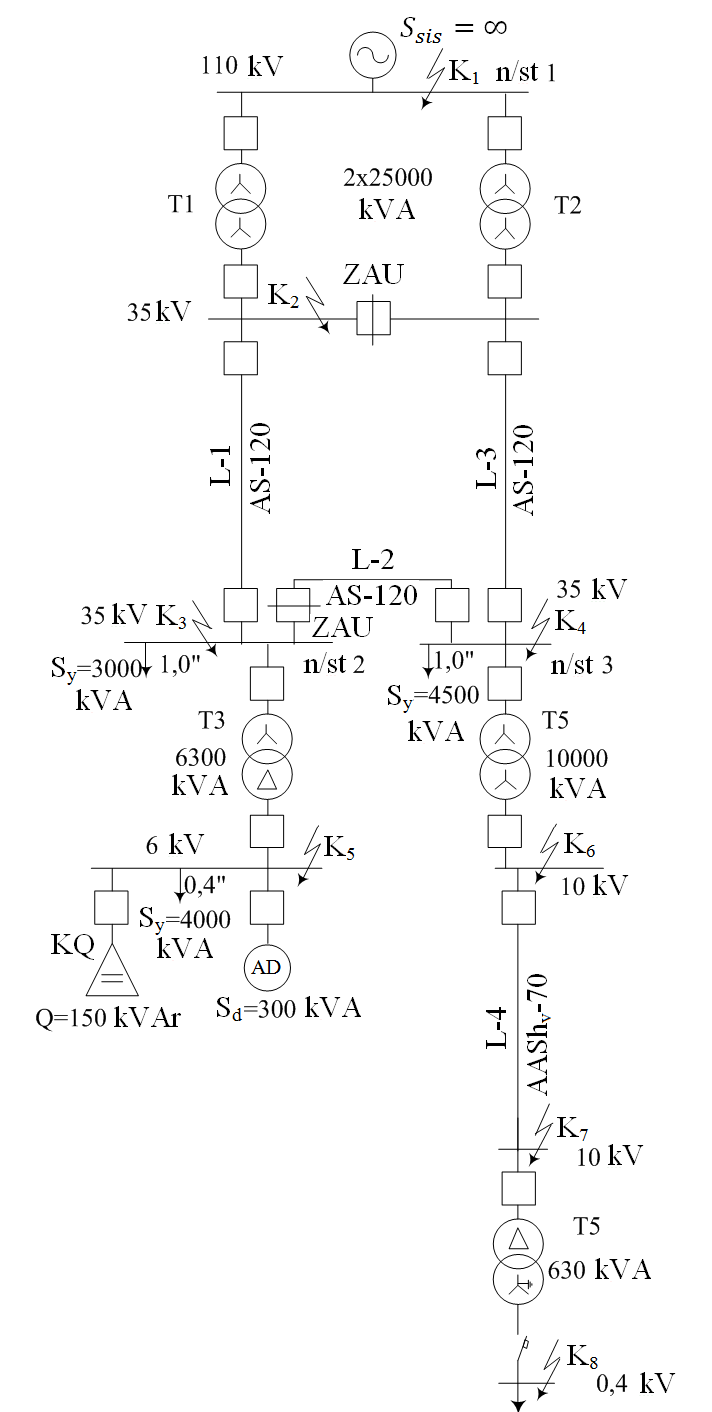 S_sis = ∞
110 kV
K₁ n/st 1
T1
2x25000
kVA
T2
ZAU
K₂
35 kV
L-1
AS-120
L-3
AS-120
L-2
AS-120
ZAU
35 kV K₃
35 kV
K₄
Sᵧ=3000
kVA
1,0"
n/st 2
1,0"
n/st 3
Sᵧ=4500
kVA
T3
6300
kVA
T5
10000
kVA
6 kV
K₅
K₆
10 kV
0,4"
Sᵧ=4000
kVA
KQ
AD
Q=150 kVAr
S_d=300 kVA
L-4
AAShᵥ-70
K₇
10 kV
T5
630 kVA
K₈
0,4 kV